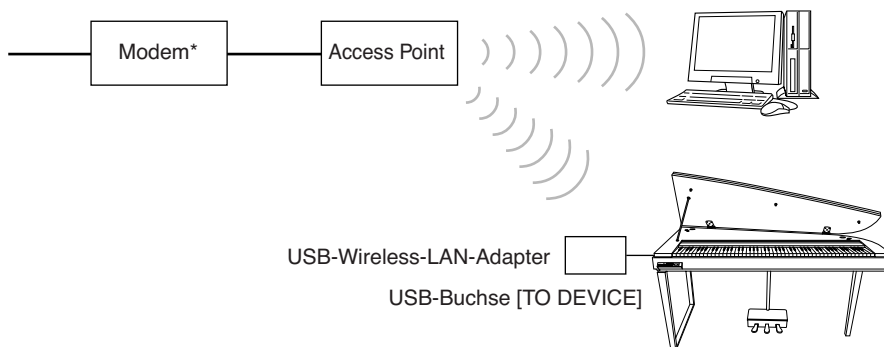 Modem*
Access Point
USB-Wireless-LAN-Adapter
USB-Buchse [TO DEVICE]